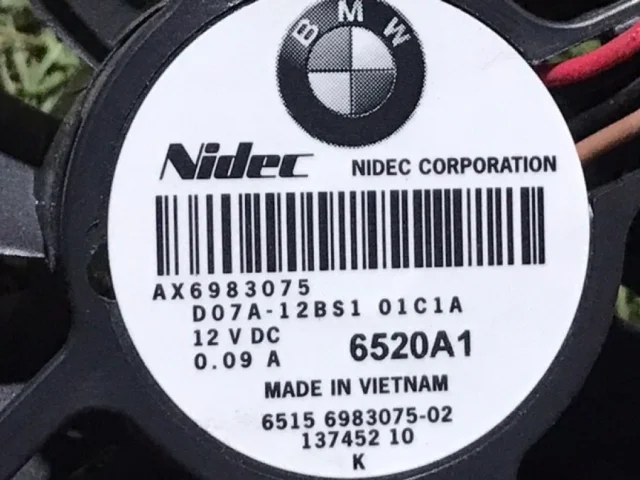 BMW
Nidec NIDEC CORPORATION
AX6983075
D07A-12BS1 01C1A
12 V DC
0.09 A 6520A1
MADE IN VIETNAM
6515 6983075-02
137452 10
K